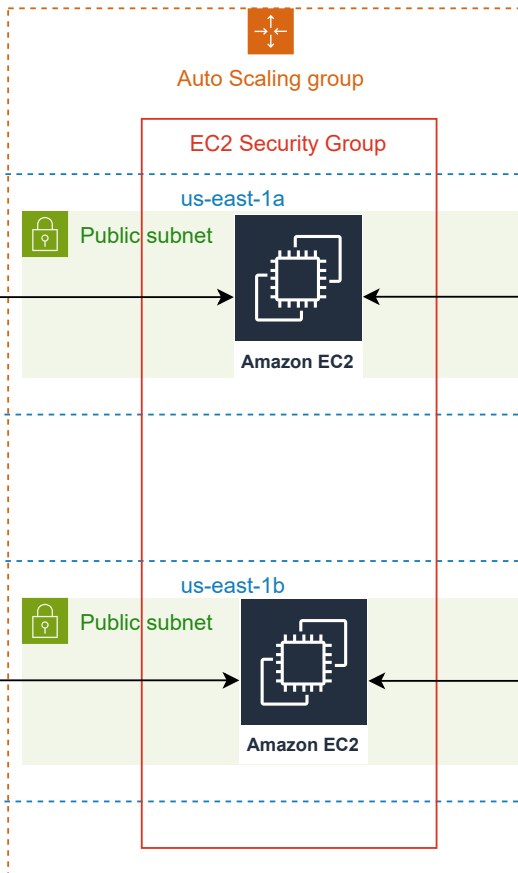 Auto Scaling group
EC2 Security Group
us-east-1a
Public subnet
Amazon EC2
us-east-1b
Public subnet
Amazon EC2